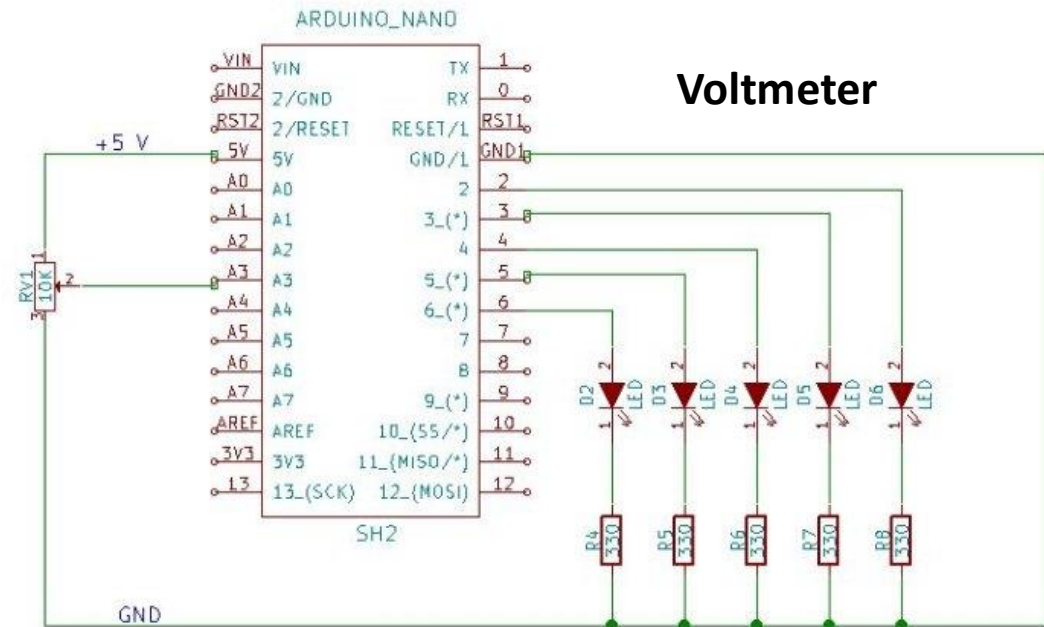 ARDUINO_NANO
Voltmeter
VIN VIN TX 1
GND2 2/GND RX 0
RST2 2/RESET RESET/1 RST1
+5 V 5V 5V GND/1 GND1
A0 A0 2 2
A1 A1 3_(*) 3
A2 A2 4 4
1
RV1 10K 2 A3 A3 5_(*) 5
3
A4 A4 6_(*) 6
A5 A5 7 7
A6 A6 8 8
A7 A7 9_(*) 9
AREF AREF 10_(SS/*) 10
3V3 3V3 11_(MISO/*) 11
13 13_(SCK) 12_(MOSI) 12
SH2
2 2 2 2 2
D2 LED D3 LED D4 LED D5 LED D6 LED
1 1 1 1 1
R4 330 R5 330 R6 330 R7 330 R8 330
GND